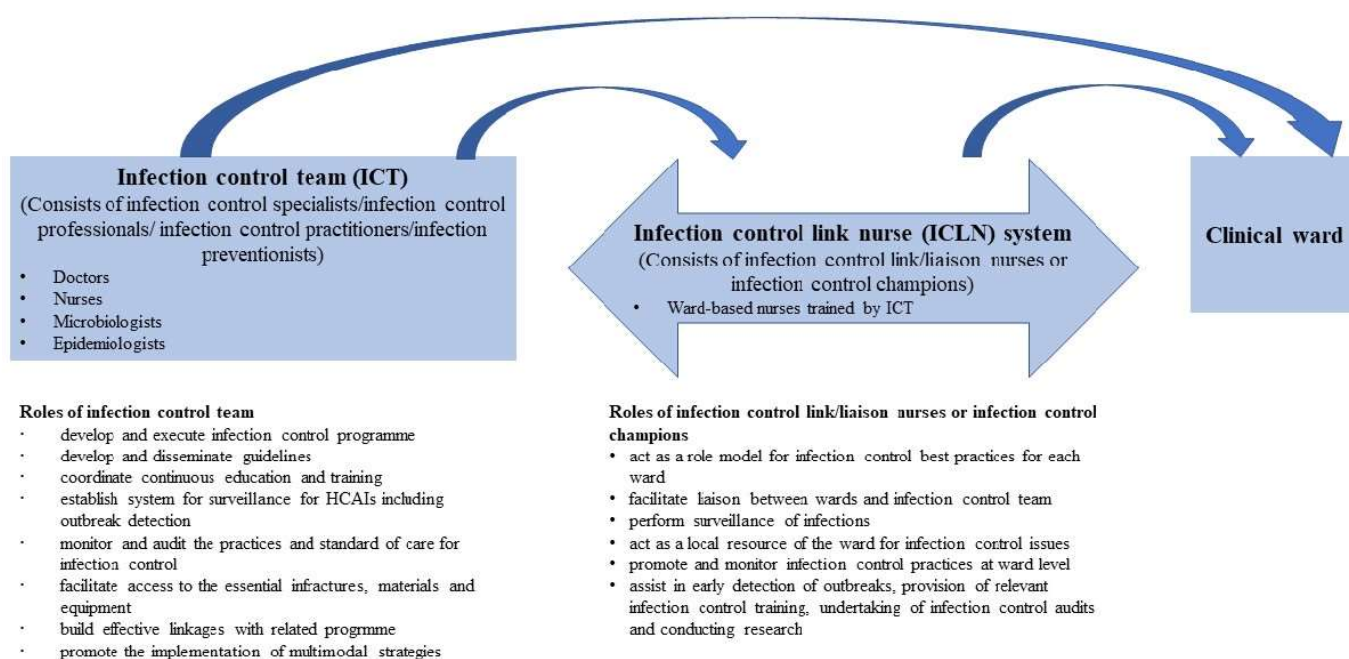 Infection control team (ICT)
(Consists of infection control specialists/infection control
professionals/ infection control practitioners/infection
preventionists)
• Doctors
• Nurses
• Microbiologists
• Epidemiologists
Infection control link nurse (ICLN) system
(Consists of infection control link/liaison nurses or
infection control champions)
• Ward-based nurses trained by ICT
Clinical ward
Roles of infection control team
· develop and execute infection control programme
· develop and disseminate guidelines
· coordinate continuous education and training
· establish system for surveillance for HCAIs including
outbreak detection
· monitor and audit the practices and standard of care for
infection control
· facilitate access to the essential infractures, materials and
equipment
· build effective linkages with related progrmme
· promote the implementation of multimodal strategies
Roles of infection control link/liaison nurses or infection control
champions
• act as a role model for infection control best practices for each
ward
• facilitate liaison between wards and infection control team
• perform surveillance of infections
• act as a local resource of the ward for infection control issues
• promote and monitor infection control practices at ward level
• assist in early detection of outbreaks, provision of relevant
infection control training, undertaking of infection control audits
and conducting research